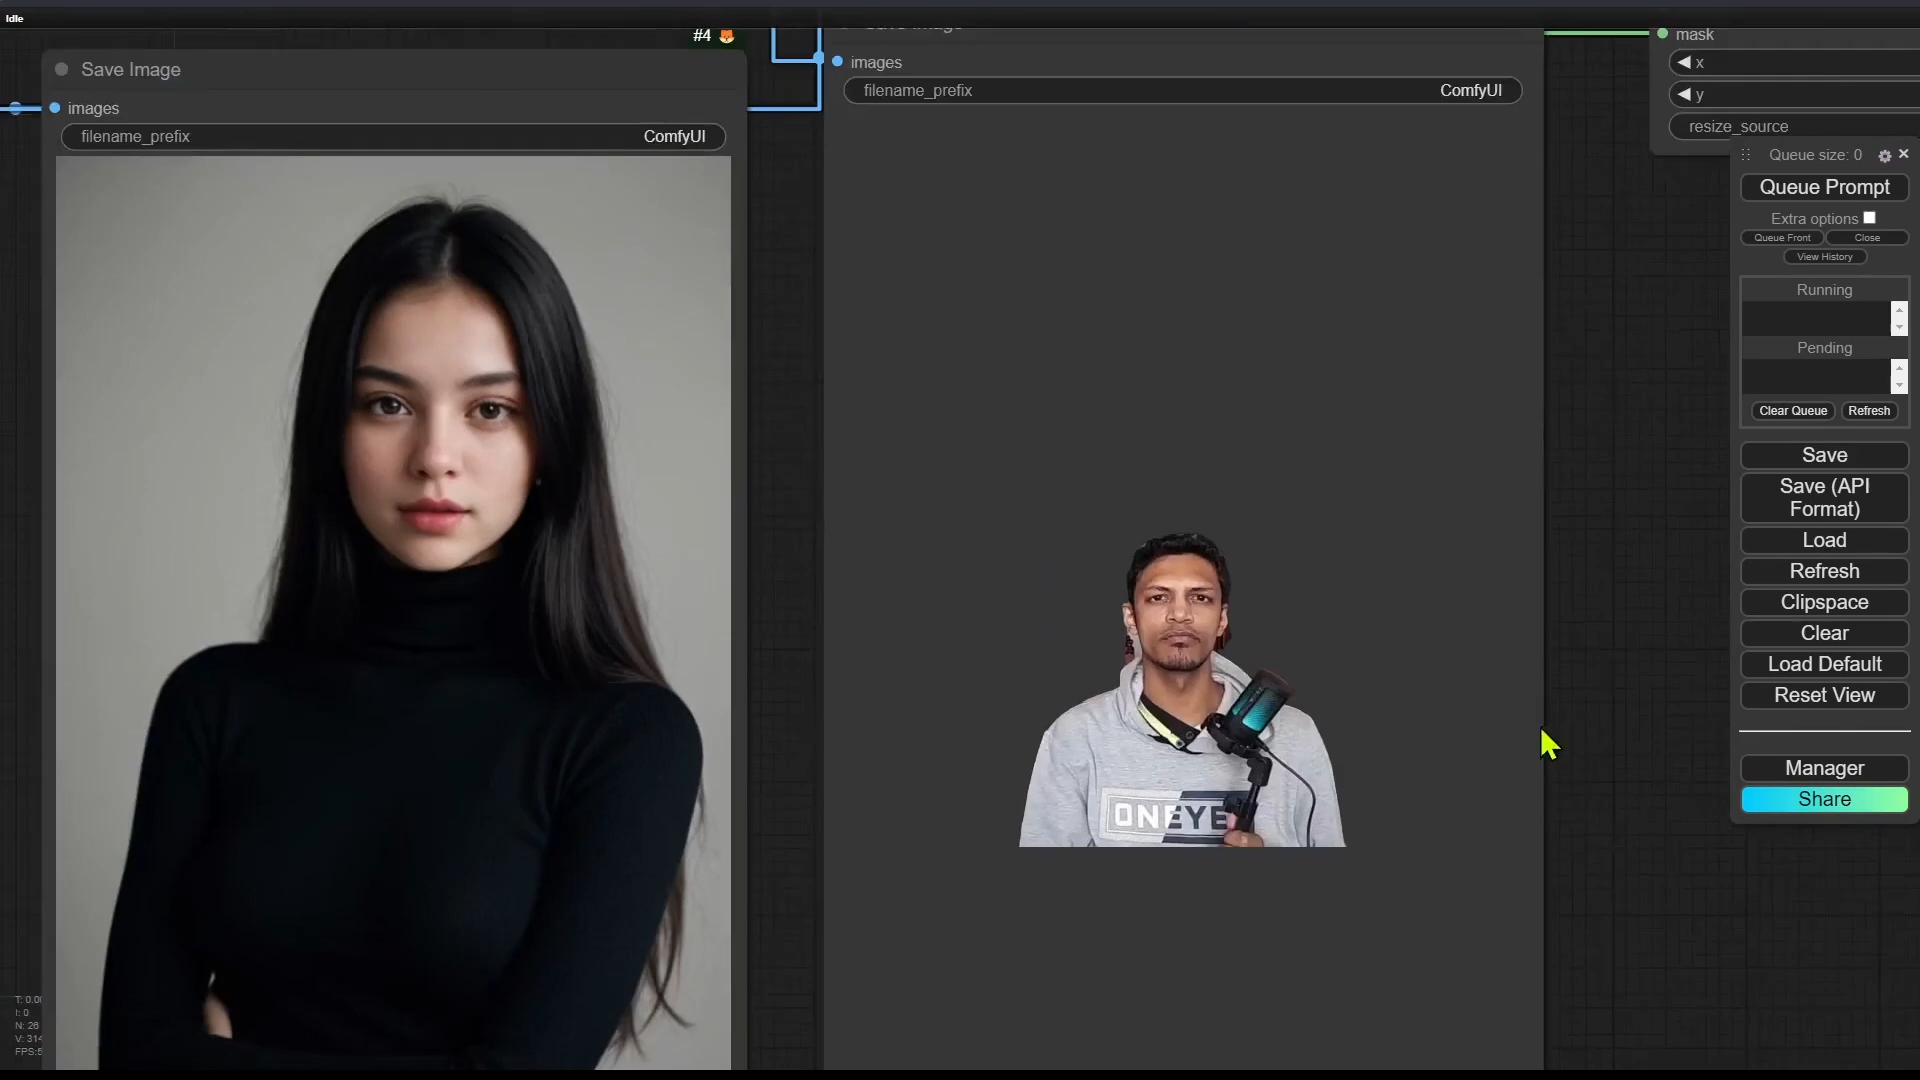 Idle
#4
Save Image
images
filename_prefix ComfyUI
images
filename_prefix ComfyUI
ONEYE
mask
x
y
resize_source
Queue size: 0
Queue Prompt
Extra options
Queue Front Close
View History
Running
Pending
Clear Queue Refresh
Save
Save (API
Format)
Load
Refresh
Clipspace
Clear
Load Default
Reset View
Manager
Share
I: 0
N: 26